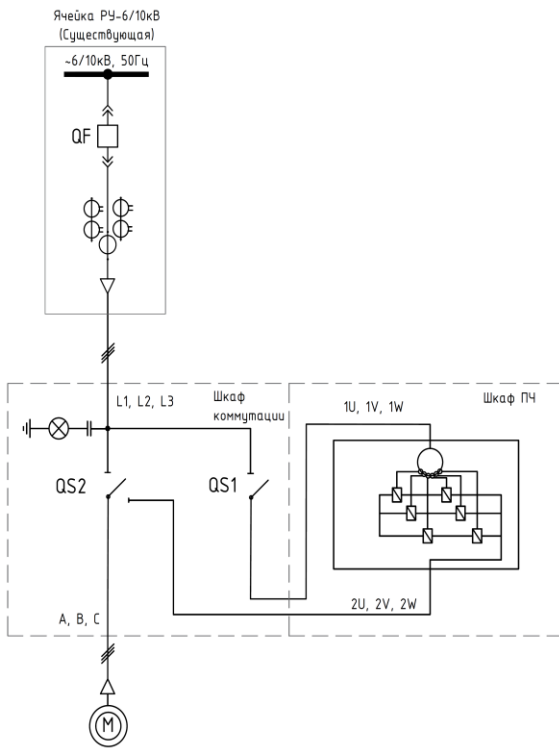 Ячейка РУ-6/10кВ
(Существующая)
~6/10кВ, 50Гц
QF
L1, L2, L3
Шкаф
коммутации
Шкаф ПЧ
1U, 1V, 1W
QS2
QS1
2U, 2V, 2W
A, B, C
M